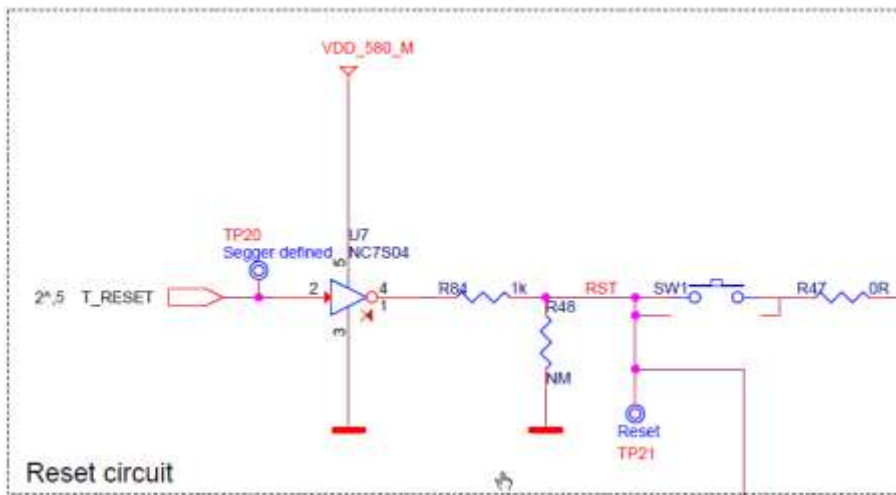 VDD_580_M
TP20
Segger defined
U7
NC7S04
5
2^,5 T_RESET
2
4
1
3
R84
1k
RST
SW1
R47
0R
R48
NM
Reset
TP21
Reset circuit